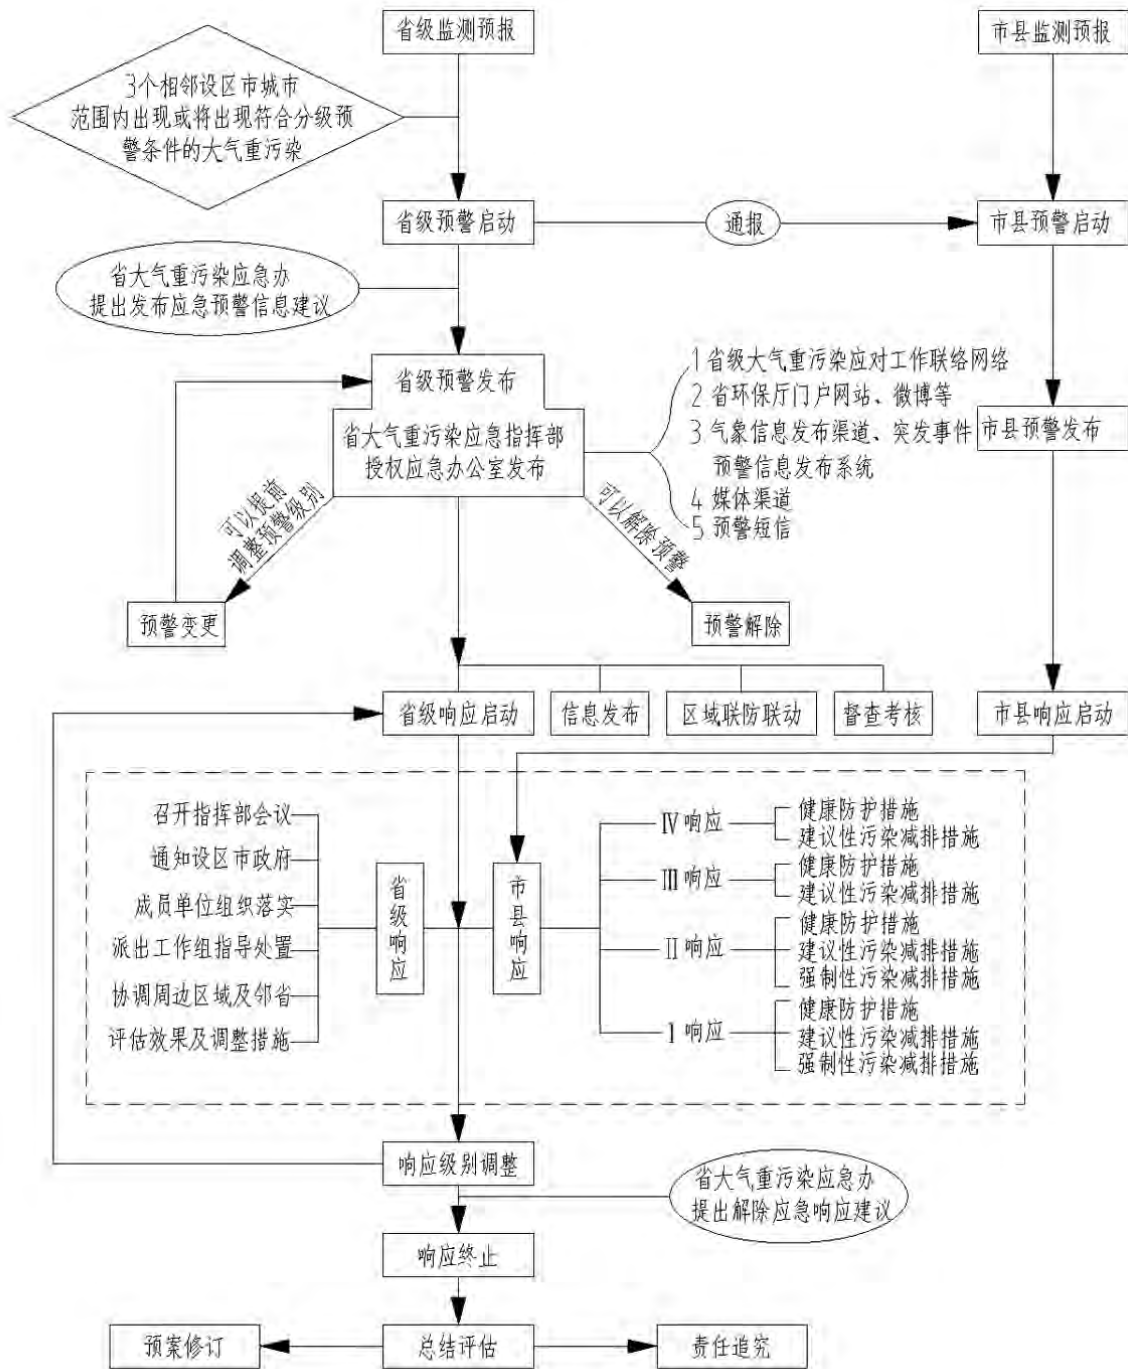 省级监测预报
市县监测预报
3个相邻设区市城市
范围内出现或将出现符合分级预
警条件的大气重污染
省级预警启动
通报
市县预警启动
省大气重污染应急办
提出发布应急预警信息建议
省级预警发布
省大气重污染应急指挥部
授权应急办公室发布
1 省级大气重污染应对工作联络网络
2 省环保厅门户网站、微博等
3 气象信息发布渠道、突发事件
预警信息发布系统
4 媒体渠道
5 预警短信
市县预警发布
可以提前
调整预警级别
可以解除预警
预警变更
预警解除
省级响应启动
信息发布
区域联防联动
督查考核
市县响应启动
召开指挥部会议
通知设区市政府
成员单位组织落实
派出工作组指导处置
协调周边区域及邻省
评估效果及调整措施
省级响应
市县响应
Ⅳ响应
健康防护措施
建议性污染减排措施
Ⅲ响应
健康防护措施
建议性污染减排措施
Ⅱ响应
健康防护措施
建议性污染减排措施
强制性污染减排措施
Ⅰ响应
健康防护措施
建议性污染减排措施
强制性污染减排措施
响应级别调整
省大气重污染应急办
提出解除应急响应建议
响应终止
预案修订
总结评估
责任追究